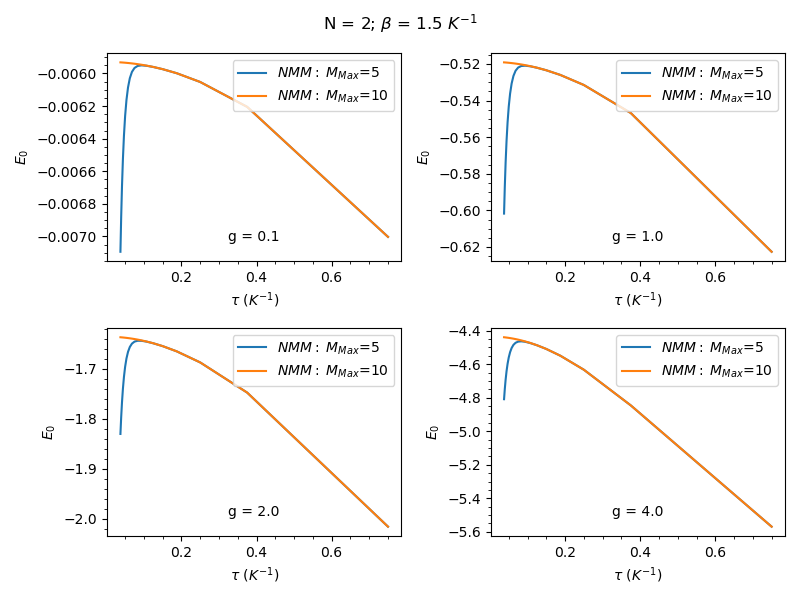 N = 2; β = 1.5 K⁻¹
−0.0060
−0.0062
−0.0064
−0.0066
−0.0068
−0.0070
E₀
NMM : M_Max=5
NMM : M_Max=10
g = 0.1
0.2 0.4 0.6
τ (K⁻¹)
−0.52
−0.54
−0.56
−0.58
−0.60
−0.62
E₀
NMM : M_Max=5
NMM : M_Max=10
g = 1.0
0.2 0.4 0.6
τ (K⁻¹)
−1.7
−1.8
−1.9
−2.0
E₀
NMM : M_Max=5
NMM : M_Max=10
g = 2.0
0.2 0.4 0.6
τ (K⁻¹)
−4.4
−4.6
−4.8
−5.0
−5.2
−5.4
−5.6
E₀
NMM : M_Max=5
NMM : M_Max=10
g = 4.0
0.2 0.4 0.6
τ (K⁻¹)